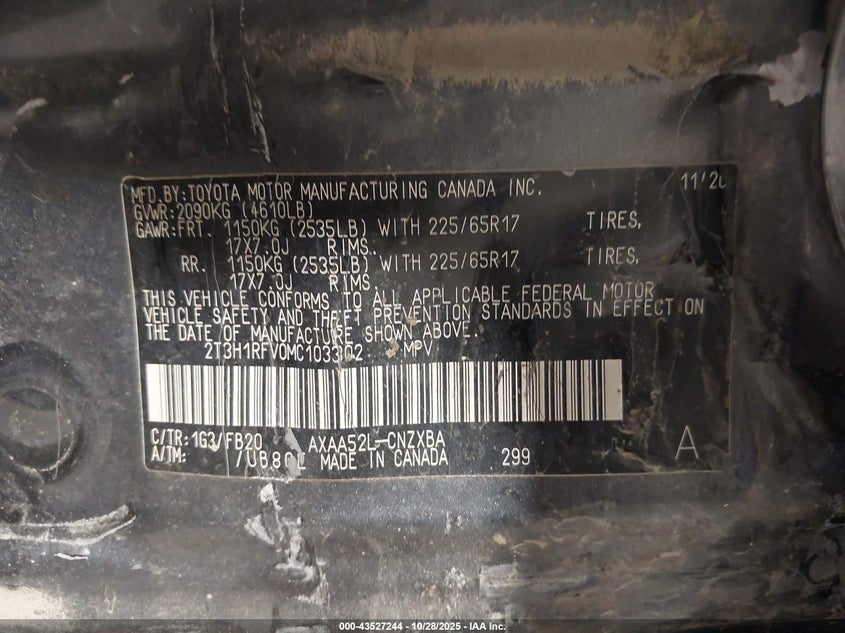 MFD.BY:TOYOTA MOTOR MANUFACTURING CANADA INC. 11'20
GVWR:2090KG (4610LB)
GAWR:FRT. 1150KG (2535LB) WITH 225/65R17 TIRES,
17X7.0J RIMS.
RR. 1150KG (2535LB) WITH 225/65R17 TIRES,
17X7.0J RIMS.
THIS VEHICLE CONFORMS TO ALL APPLICABLE FEDERAL MOTOR
VEHICLE SAFETY AND THEFT PREVENTION STANDARDS IN EFFECT ON
THE DATE OF MANUFACTURE SHOWN ABOVE.
MPV
C/TR:1G3/FB20 AXAA52L-CNZXBA
A/TM: MADE IN CANADA 299 A
000-43527244 - 10/28/2025 - IAA Inc.